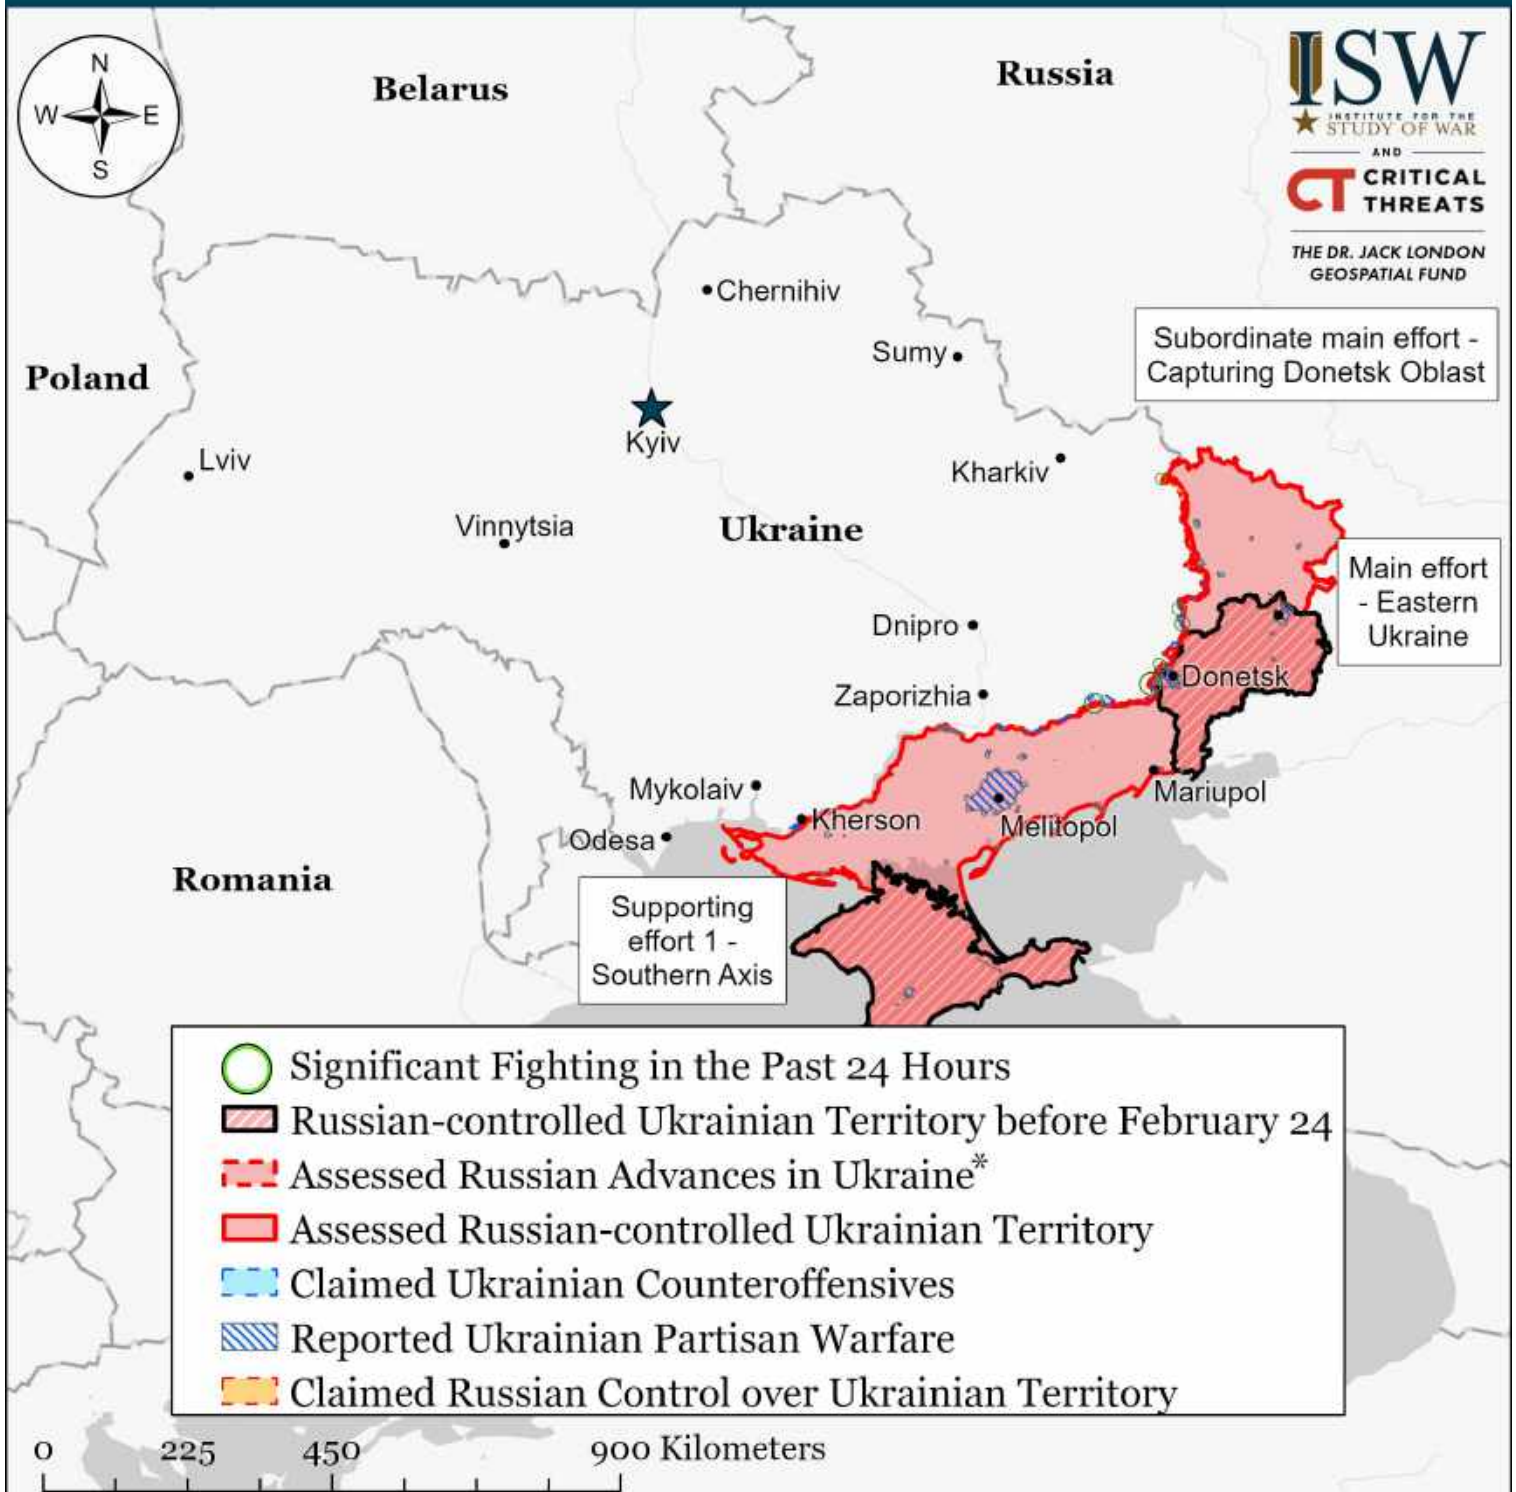 N
W
E
S
Belarus
Russia
ISW
INSTITUTE FOR THE
STUDY OF WAR
AND
CT CRITICAL
THREATS
THE DR. JACK LONDON
GEOSPATIAL FUND
Chernihiv
Subordinate main effort -
Capturing Donetsk Oblast
Sumy
Poland
Kyiv
Lviv
Kharkiv
Vinnytsia
Ukraine
Main effort
- Eastern
Ukraine
Dnipro
Donetsk
Zaporizhia
Mykolaiv
Mariupol
Kherson
Melitopol
Odesa
Romania
Supporting
effort 1 -
Southern Axis
Significant Fighting in the Past 24 Hours
Russian-controlled Ukrainian Territory before February 24
Assessed Russian Advances in Ukraine*
Assessed Russian-controlled Ukrainian Territory
Claimed Ukrainian Counteroffensives
Reported Ukrainian Partisan Warfare
Claimed Russian Control over Ukrainian Territory
0 225 450 900 Kilometers